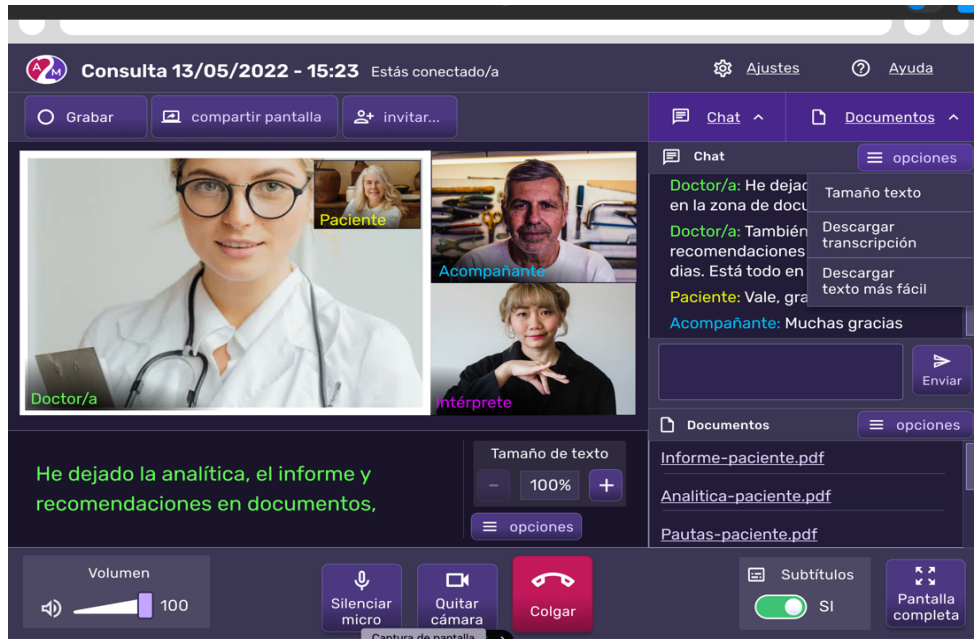 A2M
Consulta 13/05/2022 - 15:23 Estás conectado/a
Ajustes
Ayuda
Grabar
compartir pantalla
invitar...
Chat
Documentos
Paciente
Acompañante
Doctor/a
Intérprete
Chat
opciones
Tamaño texto
Descargar
transcripción
Descargar
texto más fácil
Doctor/a: He dejad
en la zona de docu
Doctor/a: También
recomendaciones
dias. Está todo en
Paciente: Vale, gra
Acompañante: Muchas gracias
Enviar
Documentos
opciones
Informe-paciente.pdf
Analitica-paciente.pdf
Pautas-paciente.pdf
He dejado la analítica, el informe y
recomendaciones en documentos,
Tamaño de texto
- 100% +
opciones
Volumen
100
Silenciar
micro
Quitar
cámara
Colgar
Subtítulos
SI
Pantalla
completa
Captura de pantalla